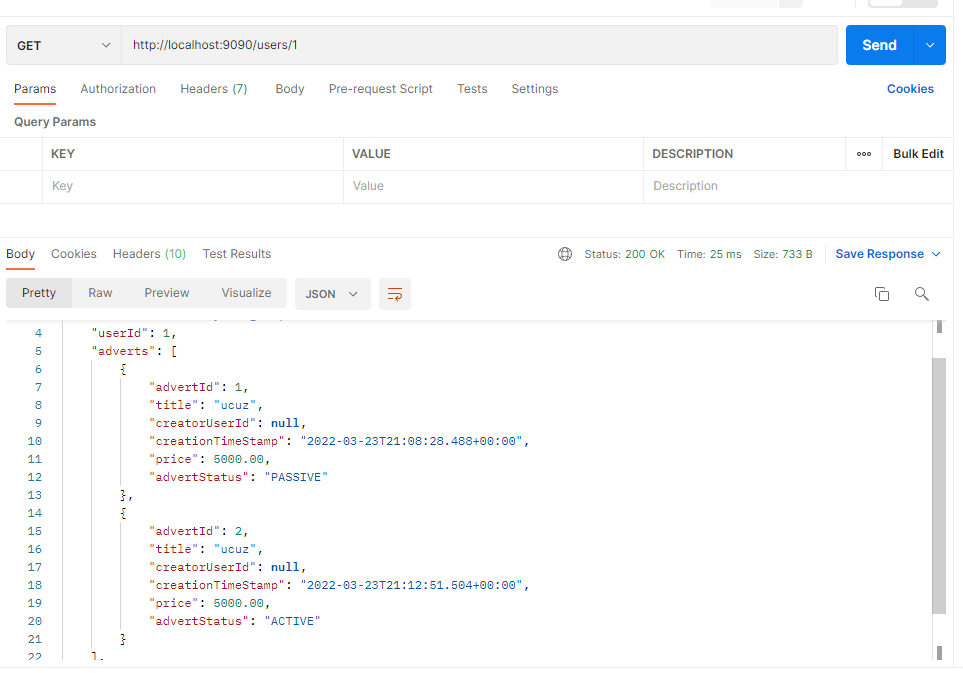 GET http://localhost:9090/users/1 Send
Params Authorization Headers (7) Body Pre-request Script Tests Settings Cookies
Query Params
KEY VALUE DESCRIPTION ooo Bulk Edit
Key Value Description
Body Cookies Headers (10) Test Results Status: 200 OK Time: 25 ms Size: 733 B Save Response
Pretty Raw Preview Visualize JSON
4 "userId": 1,
5 "adverts": [
6 {
7 "advertId": 1,
8 "title": "ucuz",
9 "creatorUserId": null,
10 "creationTimeStamp": "2022-03-23T21:08:28.488+00:00",
11 "price": 5000.00,
12 "advertStatus": "PASSIVE"
13 },
14 {
15 "advertId": 2,
16 "title": "ucuz",
17 "creatorUserId": null,
18 "creationTimeStamp": "2022-03-23T21:12:51.504+00:00",
19 "price": 5000.00,
20 "advertStatus": "ACTIVE"
21 }
22 ],